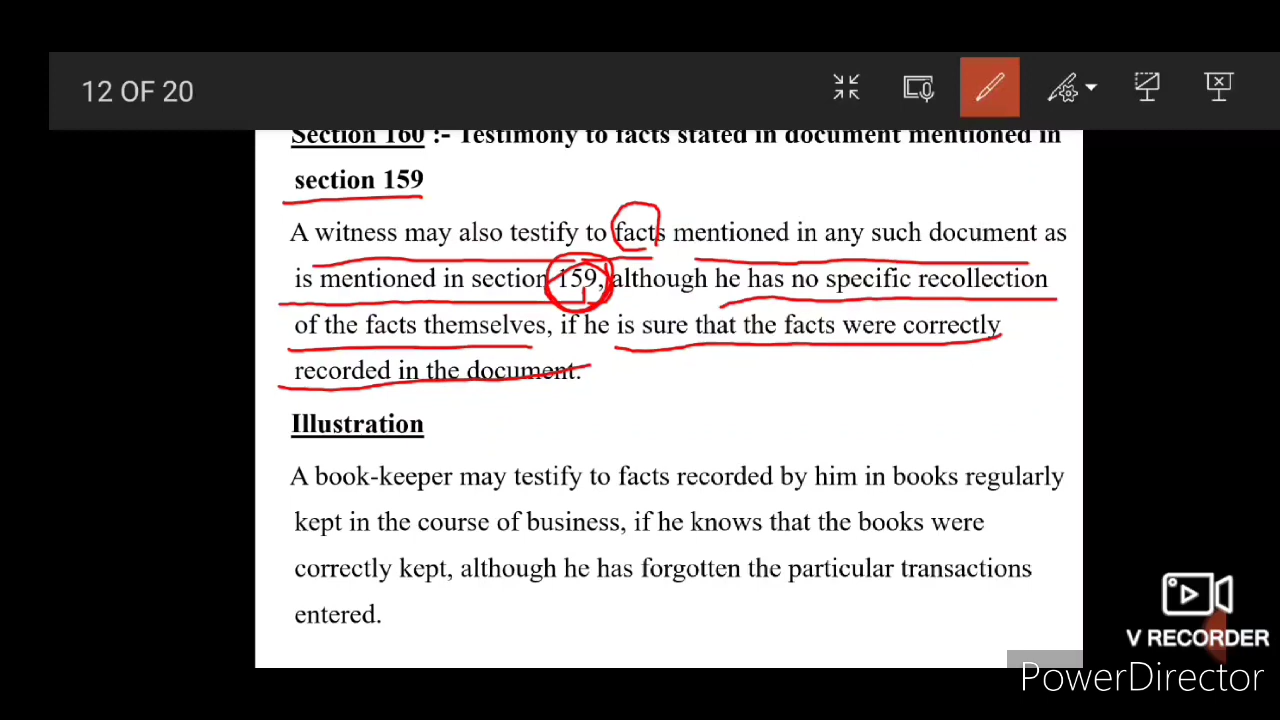 12 OF 20
Section 160 :- Testimony to facts stated in document mentioned in
section 159
A witness may also testify to facts mentioned in any such document as
is mentioned in section 159, although he has no specific recollection
of the facts themselves, if he is sure that the facts were correctly
recorded in the document.
Illustration
A book-keeper may testify to facts recorded by him in books regularly
kept in the course of business, if he knows that the books were
correctly kept, although he has forgotten the particular transactions
entered.
V RECORDER
PowerDirector